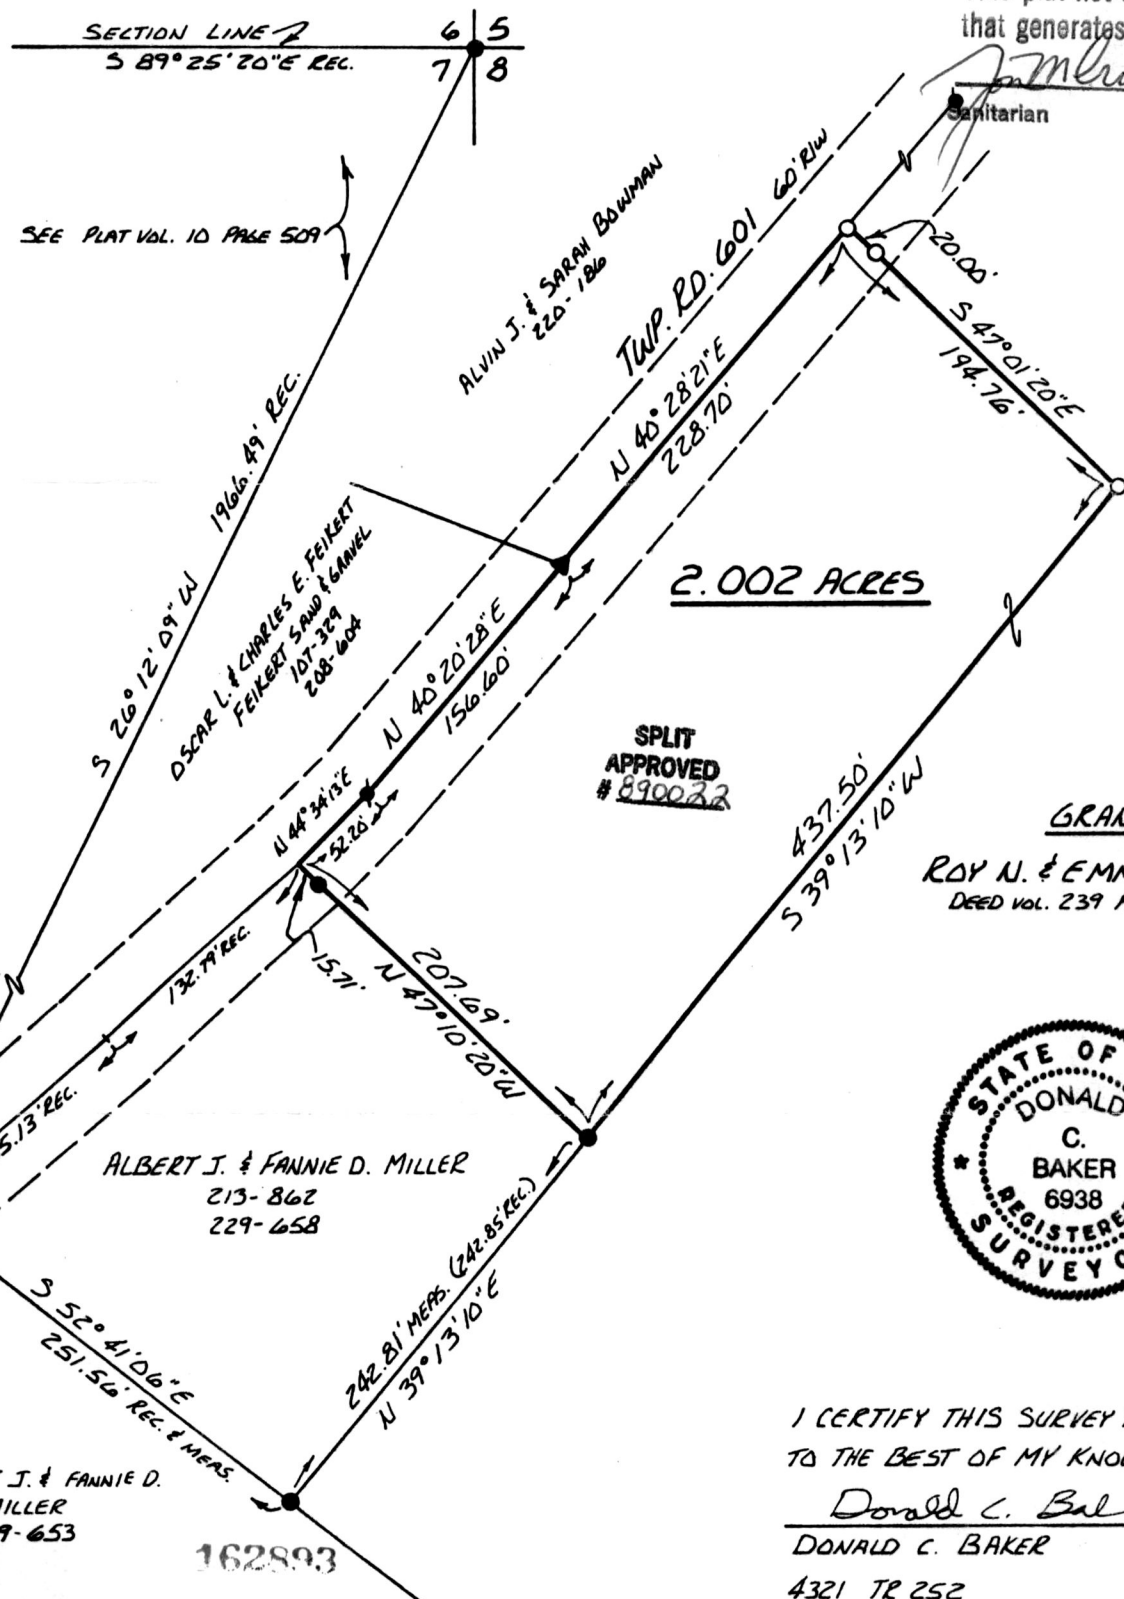 SECTION LINE
S 89° 25' 20" E REC.
6 5
7 8
that generates
Sanitarian
SEE PLAT VOL. 10 PAGE 509
ALVIN J. & SARAH BOWMAN
220-186
TWP. RD. 601 60' R/W
20.00'
S 47° 01' 20" E
194.76'
N 40° 28' 21" E
228.70'
1966.49' REC.
S 26° 12' 09" W
OSCAR L. & CHARLES E. FEIKERT
FEIKERT SAND & GRAVEL
107-329
208-604
2.002 ACRES
N 40° 20' 28" E
156.60'
SPLIT
APPROVED
# 890022
N 44° 34' 13" E
52.20'
437.50'
S 39° 13' 10" W
GRAN
ROY N. & EMM
DEED VOL. 239
132.79' REC.
15.71'
207.69'
N 47° 10' 20" W
5.13' REC.
STATE OF
DONALD
C.
BAKER
6938
REGISTERE
SURVEYO
ALBERT J. & FANNIE D. MILLER
213-862
229-658
242.81' MEAS. (242.85' REC.)
N 39° 13' 10" E
S 52° 41' 06" E
251.56' REC. & MEAS.
I CERTIFY THIS SURVEY
TO THE BEST OF MY KNO
J. & FANNIE D.
MILLER
9-653
162893
Donald C. Bak
DONALD C. BAKER
4321 TR 252